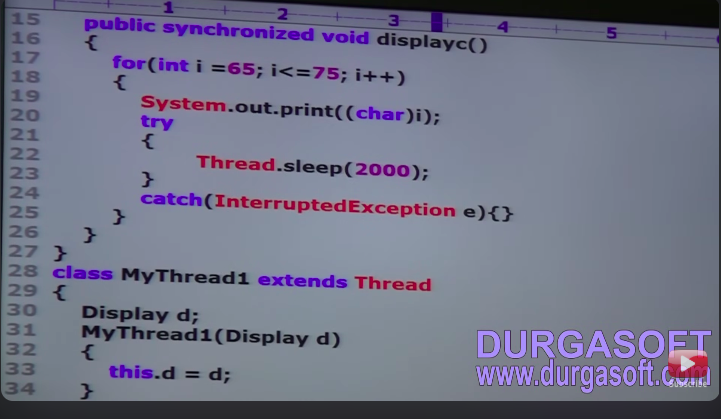 1 2 3 4 5
15 public synchronized void displayc()
16 {
17 for(int i =65; i<=75; i++)
18 {
19 System.out.print((char)i);
20 try
21 {
22 Thread.sleep(2000);
23 }
24 catch(InterruptedException e){}
25 }
26 }
27 }
28 class MyThread1 extends Thread
29 {
30 Display d;
31 MyThread1(Display d)
32 {
33 this.d = d;
34 }
DURGASOFT
www.durgasoft.com
Subscribe